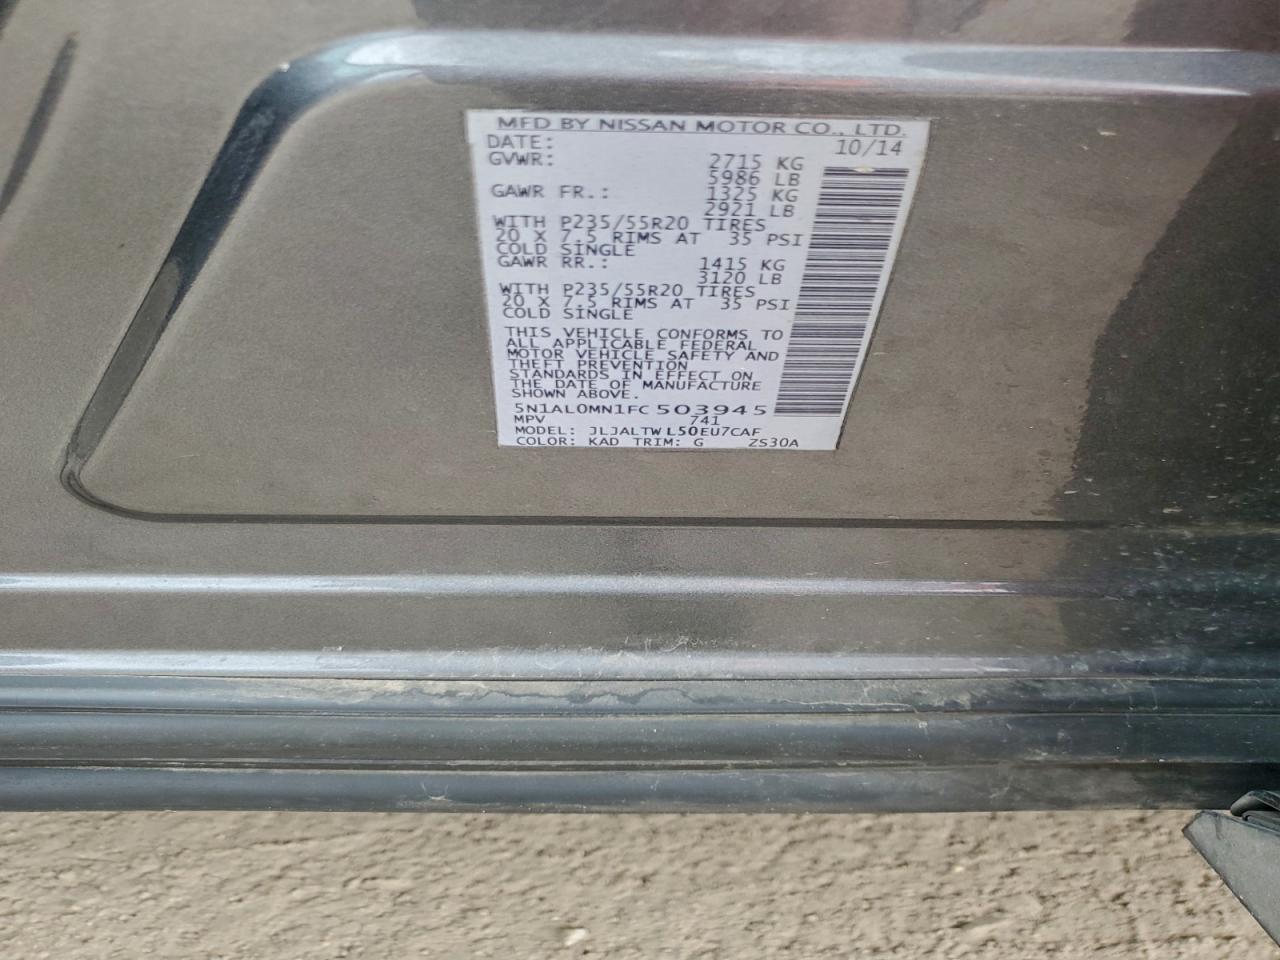 MFD BY NISSAN MOTOR CO., LTD.
DATE: 10/14
GVWR: 2715 KG
5986 LB
GAWR FR.: 1325 KG
2921 LB
WITH P235/55R20 TIRES
20 X 7.5 RIMS AT 35 PSI
COLD SINGLE
GAWR RR.: 1415 KG
3120 LB
WITH P235/55R20 TIRES
20 X 7.5 RIMS AT 35 PSI
COLD SINGLE
THIS VEHICLE CONFORMS TO
ALL APPLICABLE FEDERAL
MOTOR VEHICLE SAFETY AND
THEFT PREVENTION
STANDARDS IN EFFECT ON
THE DATE OF MANUFACTURE
SHOWN ABOVE.
5N1AL0MN1FC503945
MPV 741
MODEL: JLJALTWL50EU7CAF
COLOR: KAD TRIM: G ZS30A